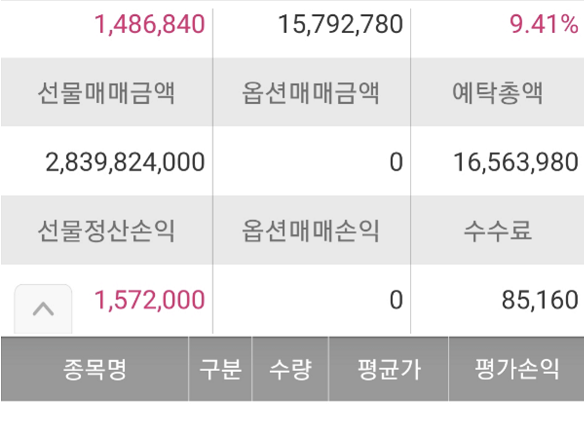 1,486,840 15,792,780 9.41%
선물매매금액 옵션매매금액 예탁총액
2,839,824,000 0 16,563,980
선물정산손익 옵션매매손익 수수료
1,572,000 0 85,160
종목명 구분 수량 평균가 평가손익